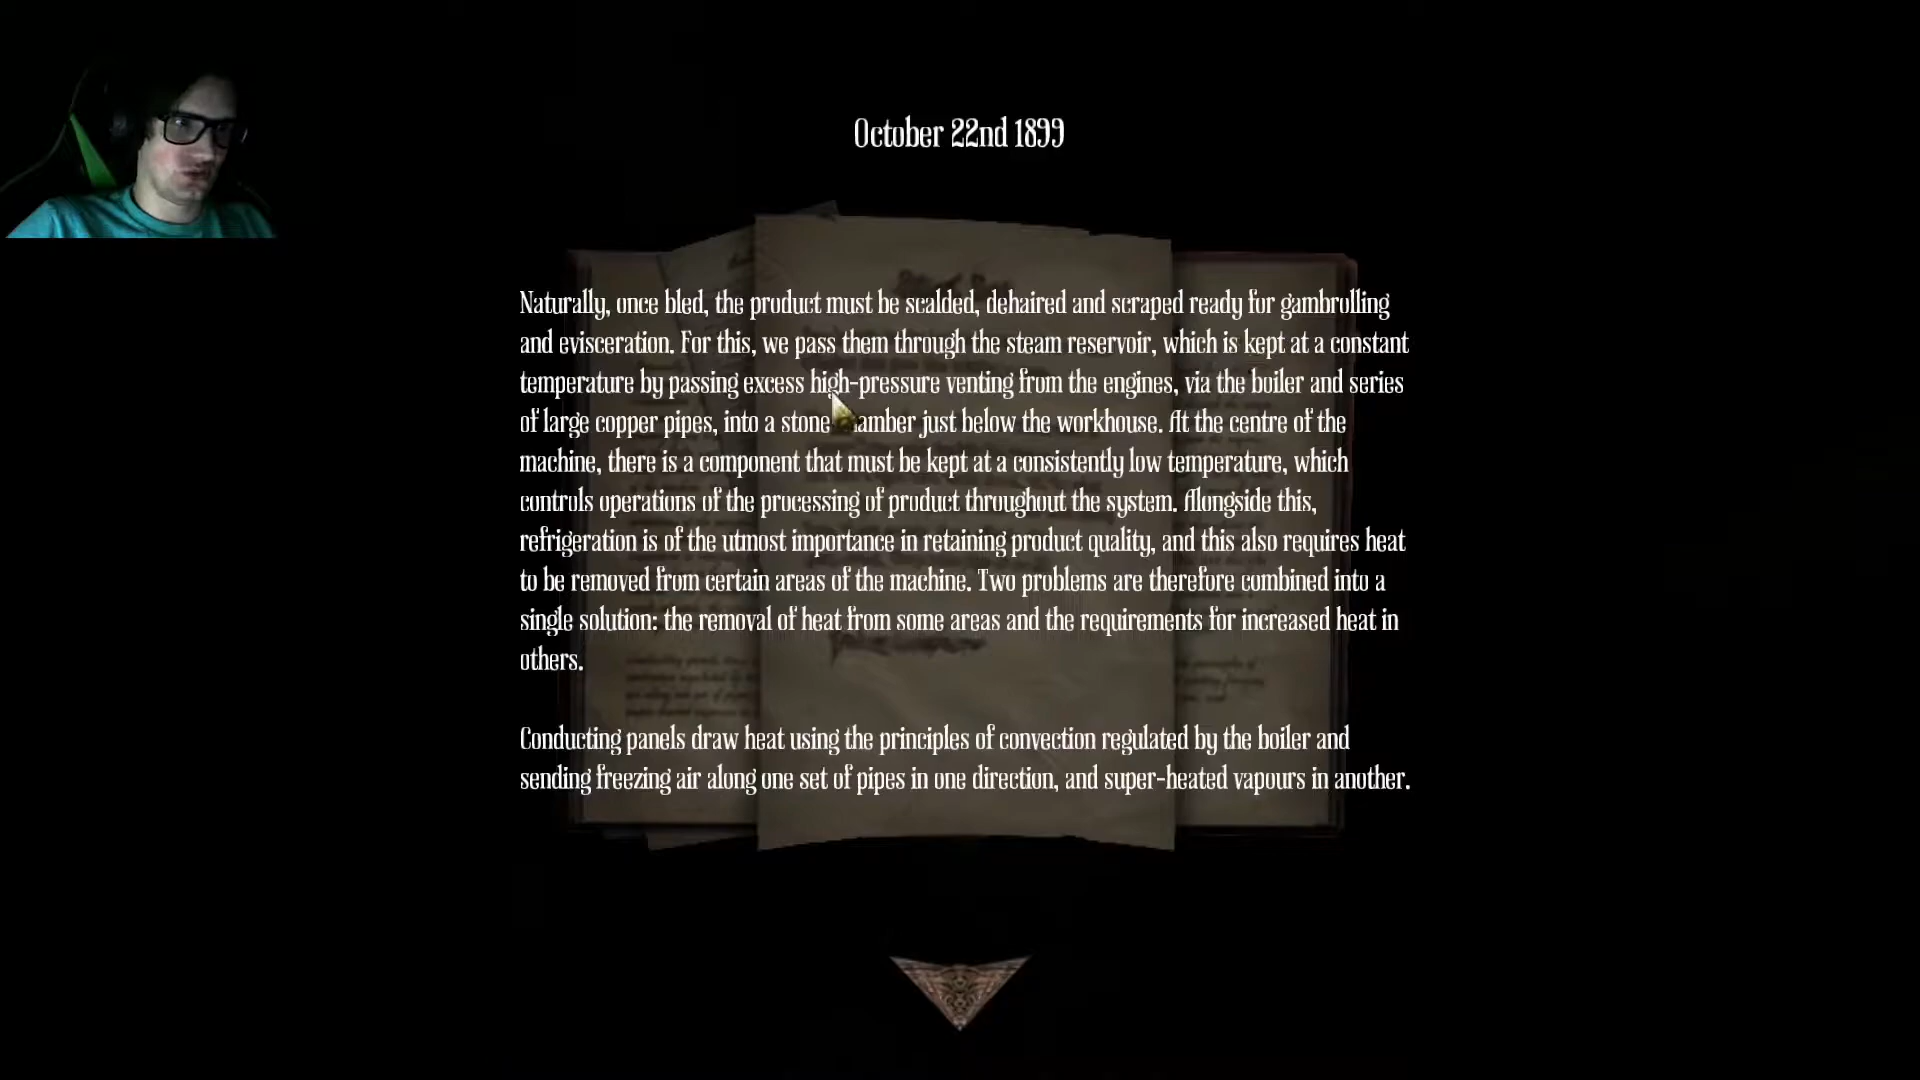 October 22nd 1899
Naturally, once bled, the product must be scalded, dehaired and scraped ready for gambrolling
and evisceration. For this, we pass them through the steam reservoir, which is kept at a constant
temperature by passing excess high-pressure venting from the engines, via the boiler and series
of large copper pipes, into a stone chamber just below the workhouse. At the centre of the
machine, there is a component that must be kept at a consistently low temperature, which
controls operations of the processing of product throughout the system. Alongside this,
refrigeration is of the utmost importance in retaining product quality, and this also requires heat
to be removed from certain areas of the machine. Two problems are therefore combined into a
single solution: the removal of heat from some areas and the requirements for increased heat in
others.
Conducting panels draw heat using the principles of convection regulated by the boiler and
sending freezing air along one set of pipes in one direction, and super-heated vapours in another.